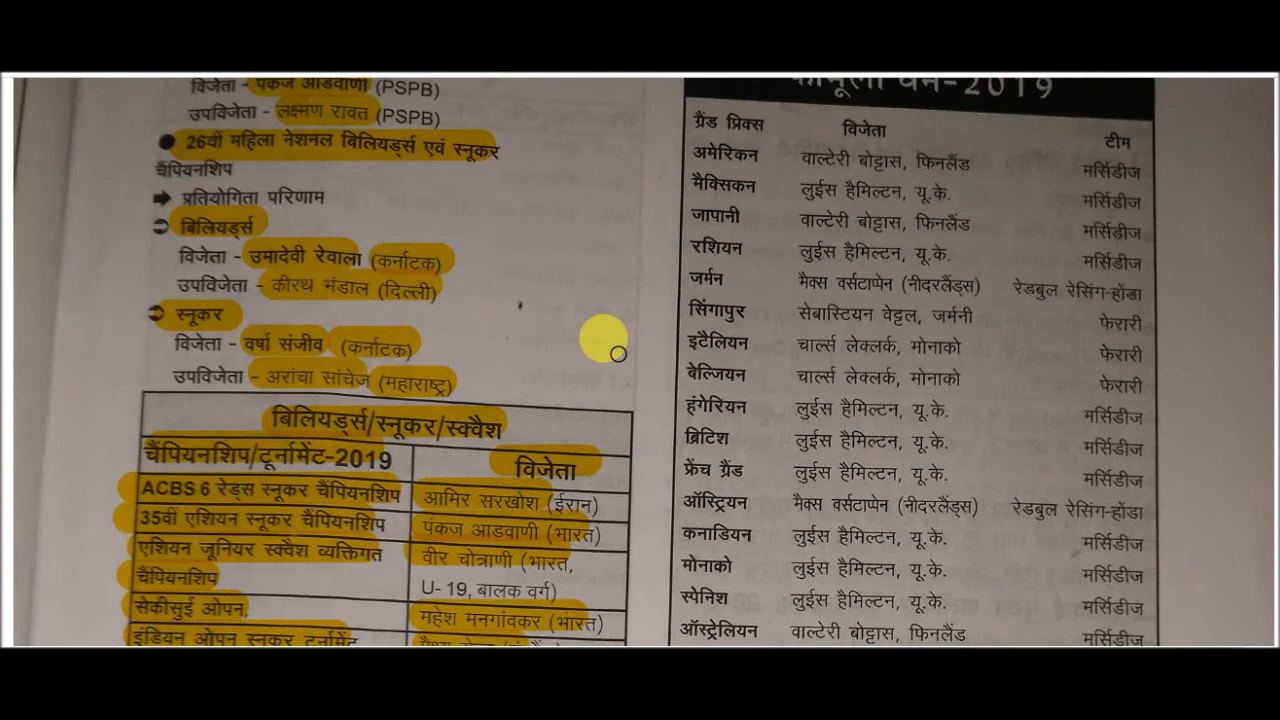 विजेता - पंकज आडवाणी (PSPB)
उपविजेता - लक्ष्मण रावत (PSPB)
● 26वीं महिला नेशनल बिलियर्ड्स एवं स्नूकर
चैंपियनशिप
➡ प्रतियोगिता परिणाम
➲ बिलियर्ड्स
विजेता - उमादेवी रेवाला (कर्नाटक)
उपविजेता - कीरथ भंडाल (दिल्ली)
➲ स्नूकर
विजेता - वर्षा संजीव (कर्नाटक)
उपविजेता - अरांचा सांचेज (महाराष्ट्र)
बिलियर्ड्स/स्नूकर/स्क्वैश
चैंपियनशिप/टूर्नामेंट-2019 विजेता
ACBS 6 रेड्स स्नूकर चैंपियनशिप आमिर सरखोश (ईरान)
35वीं एशियन स्नूकर चैंपियनशिप पंकज आडवाणी (भारत)
एशियन जूनियर स्क्वैश व्यक्तिगत वीर चोत्राणी (भारत,
चैंपियनशिप U- 19, बालक वर्ग)
सेकीसुई ओपन, महेश मनगांवकर (भारत)
इंडियन ओपन स्नूकर टूर्नामेंट
फॉर्मूला वन-2019
ग्रैंड प्रिक्स विजेता टीम
अमेरिकन वाल्टेरी बोट्टास, फिनलैंड मर्सिडीज
मैक्सिकन लुईस हैमिल्टन, यू.के. मर्सिडीज
जापानी वाल्टेरी बोट्टास, फिनलैंड मर्सिडीज
रशियन लुईस हैमिल्टन, यू.के. मर्सिडीज
जर्मन मैक्स वर्सटाप्पेन (नीदरलैंड्स) रेडबुल रेसिंग-होंडा
सिंगापुर सेबास्टियन वेट्टल, जर्मनी फेरारी
इटैलियन चार्ल्स लेक्लर्क, मोनाको फेरारी
बेल्जियन चार्ल्स लेक्लर्क, मोनाको फेरारी
हंगेरियन लुईस हैमिल्टन, यू.के. मर्सिडीज
ब्रिटिश लुईस हैमिल्टन, यू.के. मर्सिडीज
फ्रेंच ग्रैंड लुईस हैमिल्टन, यू.के. मर्सिडीज
ऑस्ट्रियन मैक्स वर्सटाप्पेन (नीदरलैंड्स) रेडबुल रेसिंग-होंडा
कनाडियन लुईस हैमिल्टन, यू.के. मर्सिडीज
मोनाको लुईस हैमिल्टन, यू.के. मर्सिडीज
स्पेनिश लुईस हैमिल्टन, यू.के. मर्सिडीज
ऑस्ट्रेलियन वाल्टेरी बोट्टास, फिनलैंड मर्सिडीज